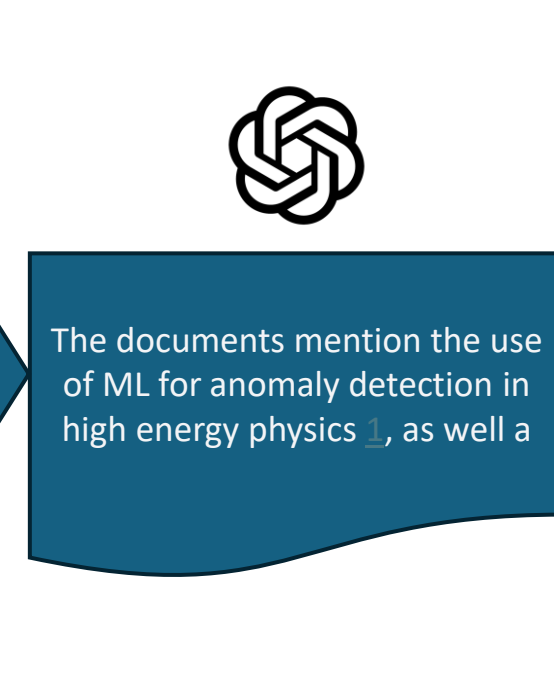 The documents mention the use
of ML for anomaly detection in
high energy physics 1, as well a